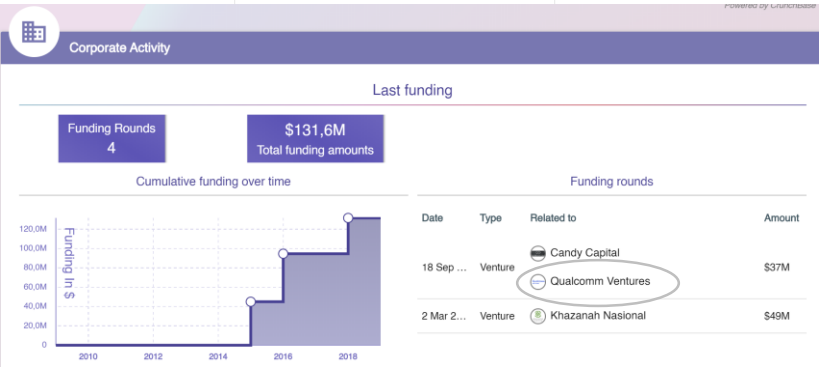 Powered by Crunchbase
Corporate Activity
Last funding
Funding Rounds
4
$131,6M
Total funding amounts
Cumulative funding over time
120,0M
100,0M
80,0M
60,0M
40,0M
20,0M
0
Funding In $
2010 2012 2014 2016 2018
Funding rounds
Date Type Related to Amount
18 Sep ... Venture Candy Capital Qualcomm Ventures $37M
2 Mar 2... Venture Khazanah Nasional $49M